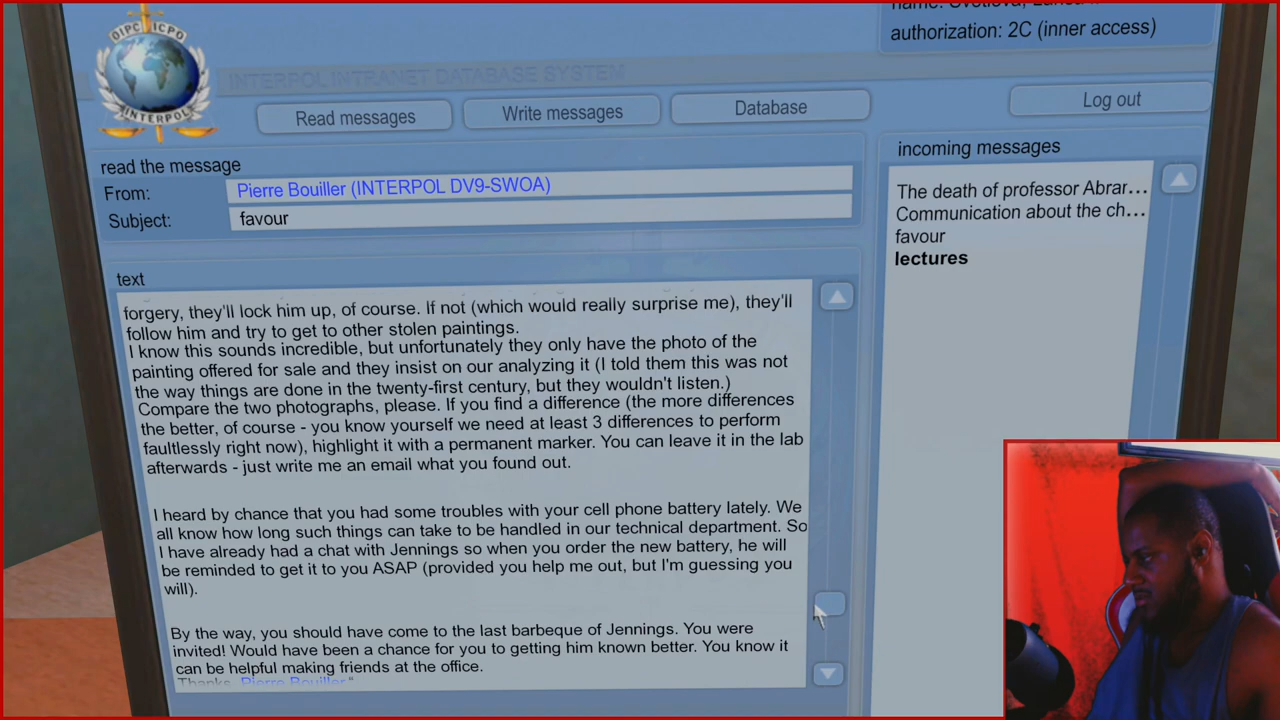 OIPC ICPO
INTERPOL
authorization: 2C (inner access)
INTERPOL INTRANET DATABASE SYSTEM
Read messages
Write messages
Database
Log out
read the message
From:
Pierre Bouiller (INTERPOL DV9-SWOA)
Subject:
favour
text
forgery, they'll lock him up, of course. If not (which would really surprise me), they'll
follow him and try to get to other stolen paintings.
I know this sounds incredible, but unfortunately they only have the photo of the
painting offered for sale and they insist on our analyzing it (I told them this was not
the way things are done in the twenty-first century, but they wouldn't listen.)
Compare the two photographs, please. If you find a difference (the more differences
the better, of course - you know yourself we need at least 3 differences to perform
faultlessly right now), highlight it with a permanent marker. You can leave it in the lab
afterwards - just write me an email what you found out.
I heard by chance that you had some troubles with your cell phone battery lately. We
all know how long such things can take to be handled in our technical department. So
I have already had a chat with Jennings so when you order the new battery, he will
be reminded to get it to you ASAP (provided you help me out, but I'm guessing you
will).
By the way, you should have come to the last barbeque of Jennings. You were
invited! Would have been a chance for you to getting him known better. You know it
can be helpful making friends at the office.
Thanks, Pierre Bouiller"
incoming messages
The death of professor Abrar...
Communication about the ch...
favour
lectures